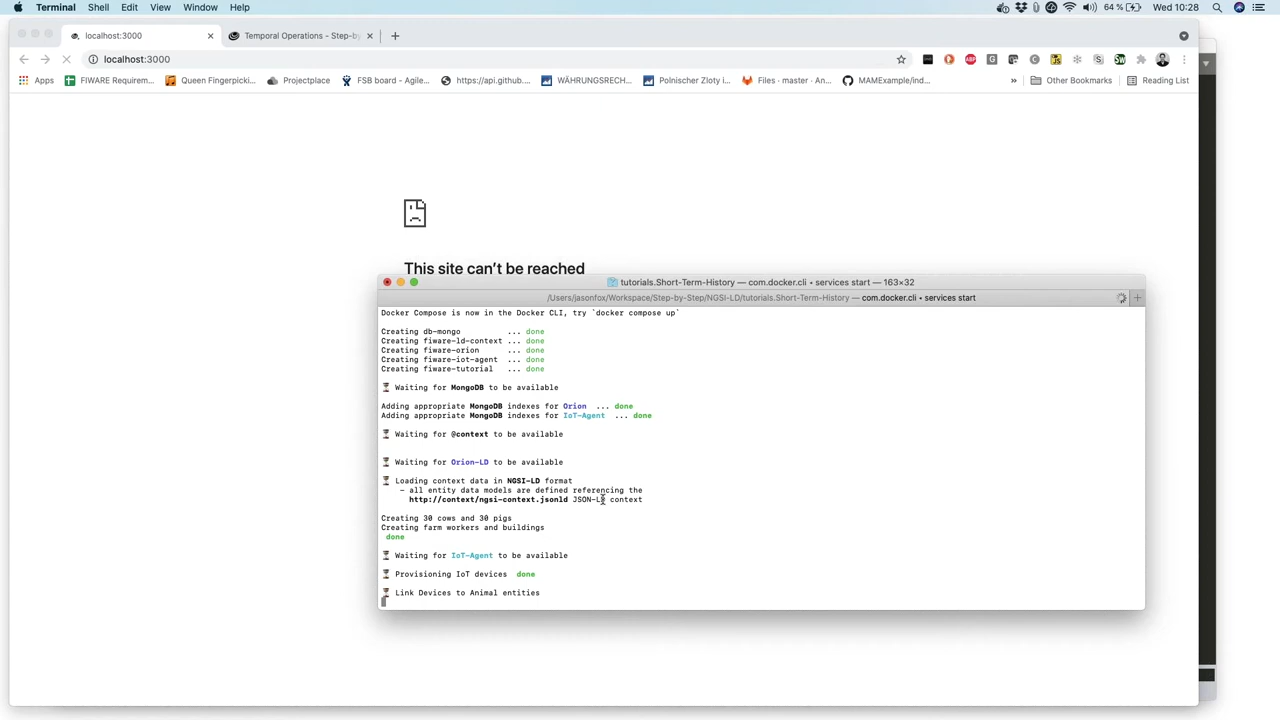 Terminal Shell Edit View Window Help
64 % Wed 10:28
localhost:3000
Temporal Operations - Step-by
localhost:3000
Apps FIWARE Requirem... Queen Fingerpicki... Projectplace FSB board - Agile... https://api.github.... WÄHRUNGSRECH... Polnischer Zloty i... Files · master · An... MAMExample/ind... » Other Bookmarks Reading List
This site can't be reached
tutorials.Short-Term-History — com.docker.cli • services start — 163×32
/Users/jasonfox/Workspace/Step-by-Step/NGSI-LD/tutorials.Short-Term-History — com.docker.cli • services start
Docker Compose is now in the Docker CLI, try `docker compose up`
Creating db-mongo ... done
Creating fiware-ld-context ... done
Creating fiware-orion ... done
Creating fiware-iot-agent ... done
Creating fiware-tutorial ... done
Waiting for MongoDB to be available
Adding appropriate MongoDB indexes for Orion ... done
Adding appropriate MongoDB indexes for IoT-Agent ... done
Waiting for @context to be available
Waiting for Orion-LD to be available
Loading context data in NGSI-LD format
– all entity data models are defined referencing the
http://context/ngsi-context.jsonld JSON-LD context
Creating 30 cows and 30 pigs
Creating farm workers and buildings
done
Waiting for IoT-Agent to be available
Provisioning IoT devices done
Link Devices to Animal entities